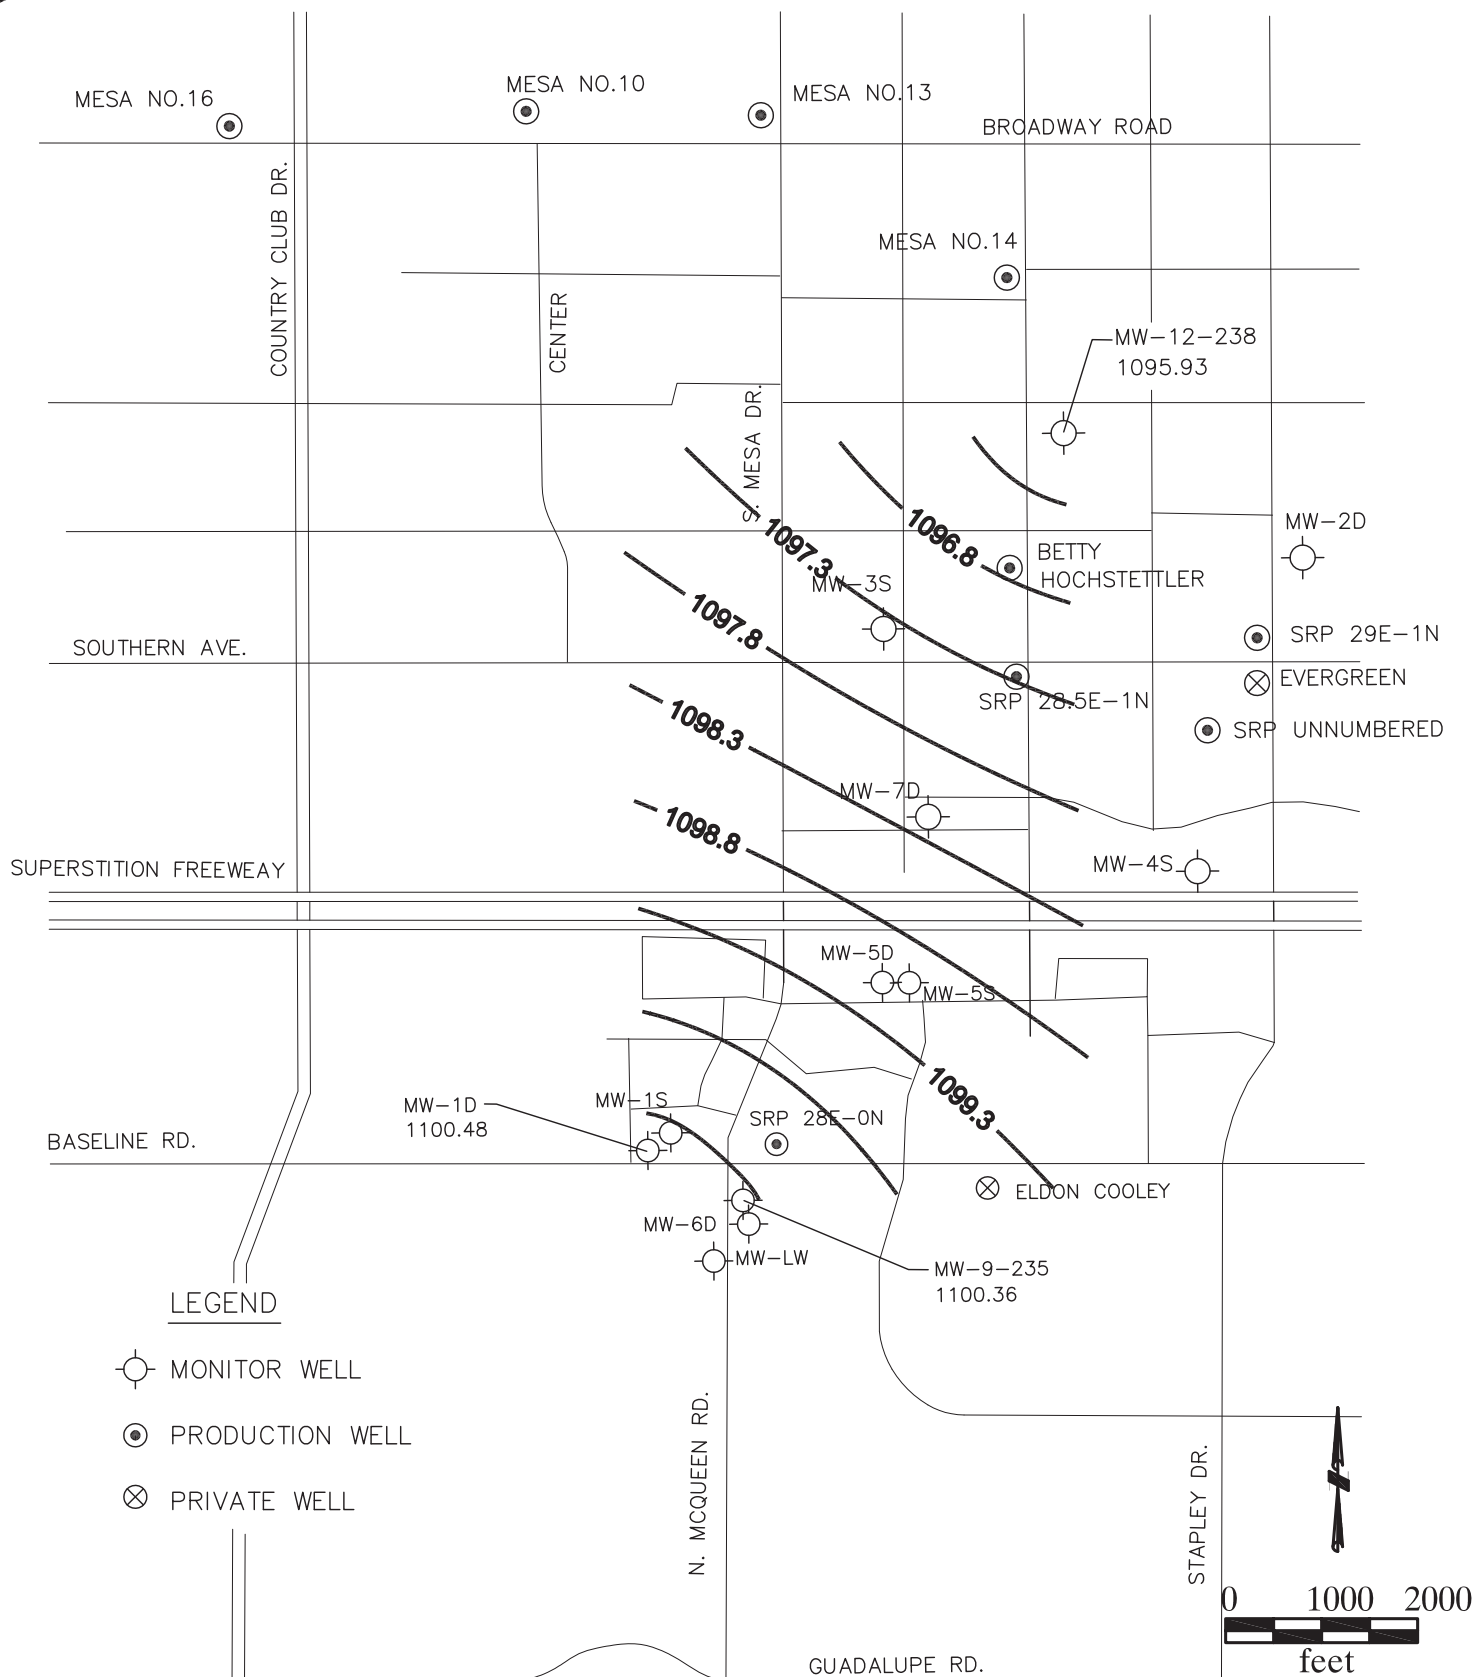 MESA NO.10
MESA NO.16
MESA NO.13
BROADWAY ROAD
COUNTRY CLUB DR.
MESA NO.14
CENTER
MW-12-238
1095.93
S. MESA DR.
1097.3
1096.8
MW-2D
BETTY
HOCHSTETTLER
MW-3S
1097.8
SOUTHERN AVE.
SRP 29E-1N
EVERGREEN
SRP 28.5E-1N
1098.3
SRP UNNUMBERED
MW-7D
1098.8
SUPERSTITION FREEWEAY
MW-4S
MW-5D
MW-5S
1099.3
MW-1S
MW-1D
1100.48
SRP 28E-0N
BASELINE RD.
ELDON COOLEY
MW-6D
MW-LW
MW-9-235
1100.36
LEGEND
MONITOR WELL
PRODUCTION WELL
PRIVATE WELL
N. MCQUEEN RD.
STAPLEY DR.
N
0 1000 2000
feet
GUADALUPE RD.